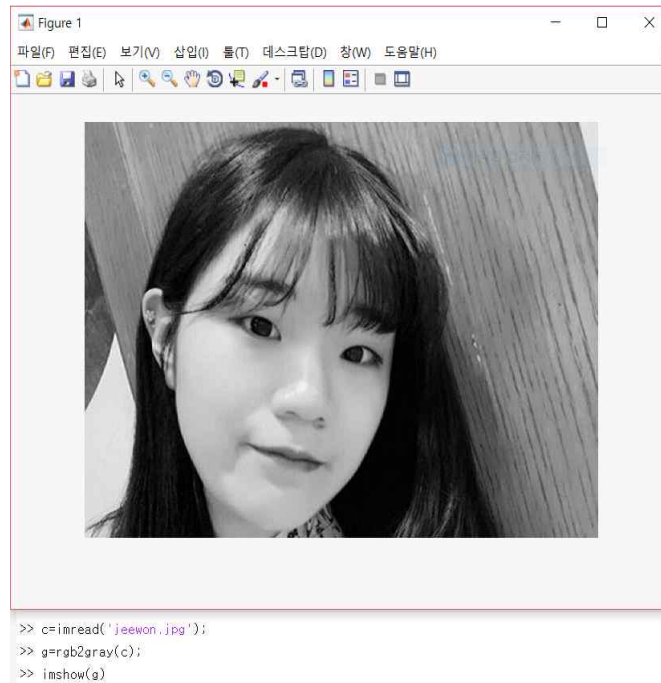 Figure 1
파일(F) 편집(E) 보기(V) 삽입(I) 툴(T) 데스크탑(D) 창(W) 도움말(H)
>> c=imread('jeewon.jpg');
>> g=rgb2gray(c);
>> imshow(g)